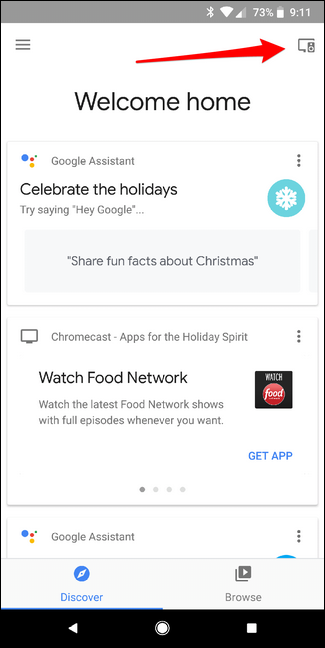 73% 9:11
Welcome home
Google Assistant
Celebrate the holidays
Try saying "Hey Google"...
"Share fun facts about Christmas"
Chromecast - Apps for the Holiday Spirit
Watch Food Network
WATCH
food
Watch the latest Food Network shows
with full episodes whenever you want.
GET APP
Google Assistant
Discover
Browse